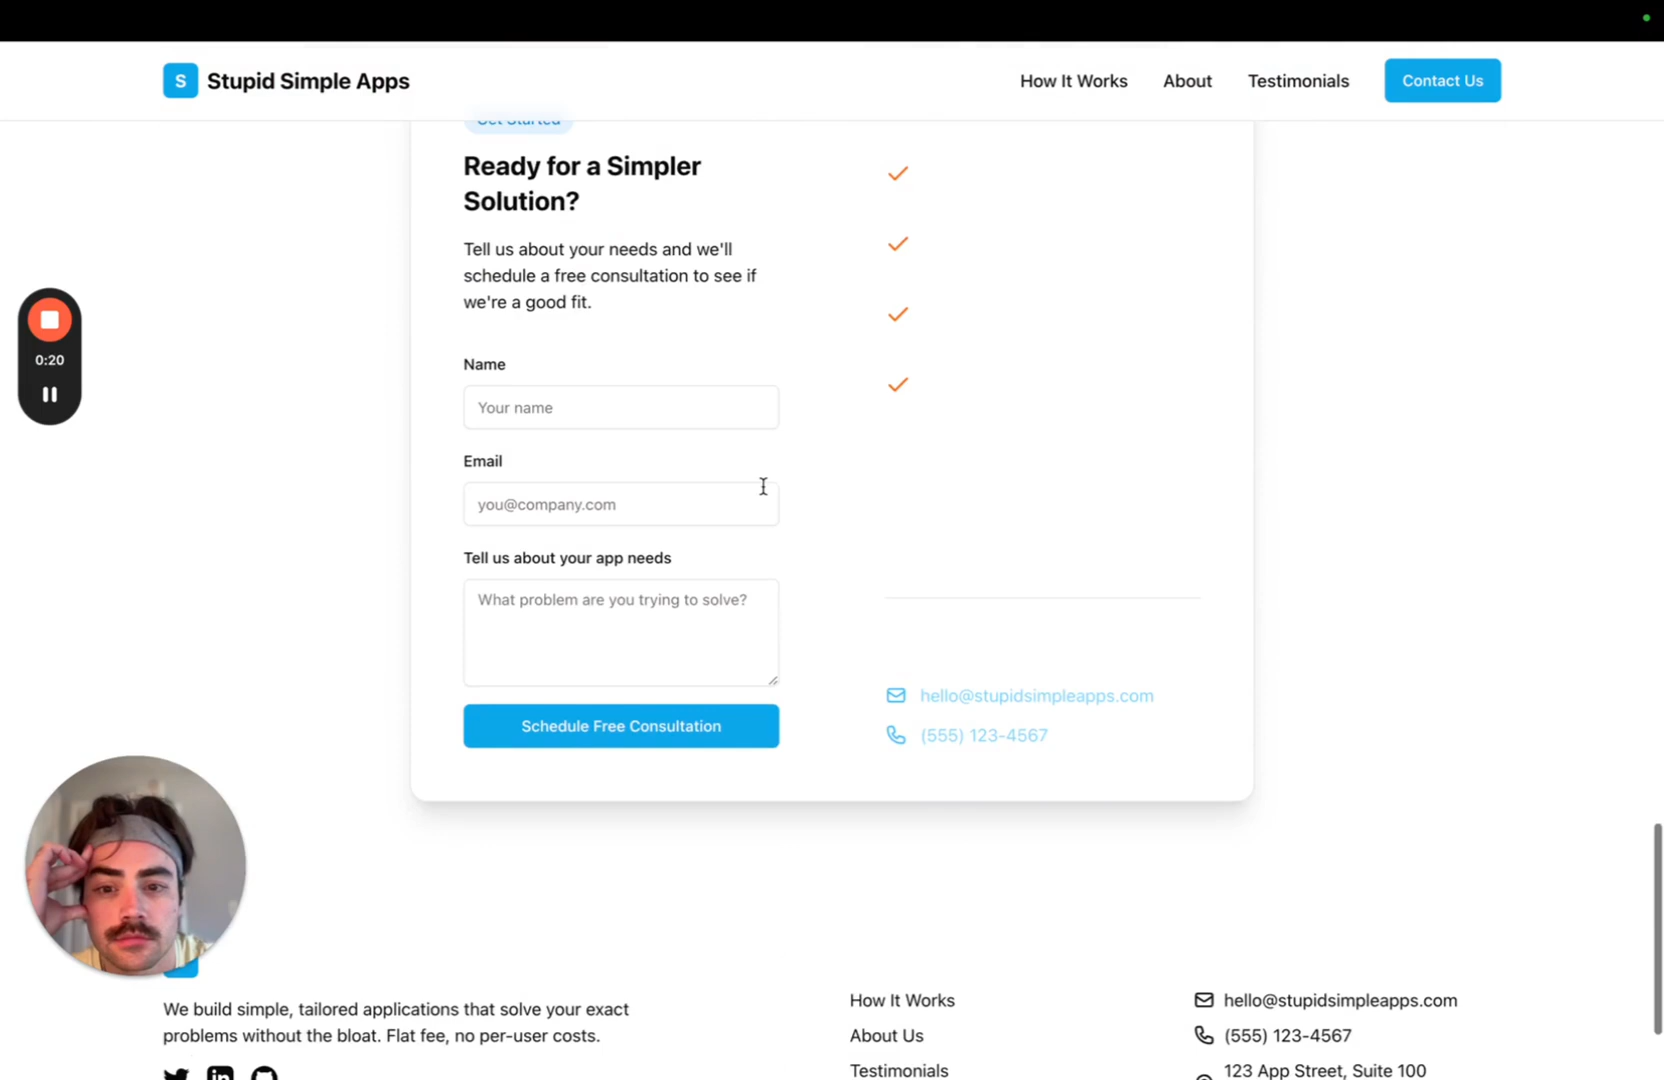 S Stupid Simple Apps
How It Works
About
Testimonials
Contact Us
Get Started
Ready for a Simpler
Solution?
Tell us about your needs and we'll
schedule a free consultation to see if
we're a good fit.
Name
Your name
Email
you@company.com
Tell us about your app needs
What problem are you trying to solve?
Schedule Free Consultation
hello@stupidsimpleapps.com
(555) 123-4567
0:20
We build simple, tailored applications that solve your exact
problems without the bloat. Flat fee, no per-user costs.
in
How It Works
About Us
Testimonials
hello@stupidsimpleapps.com
(555) 123-4567
123 App Street, Suite 100